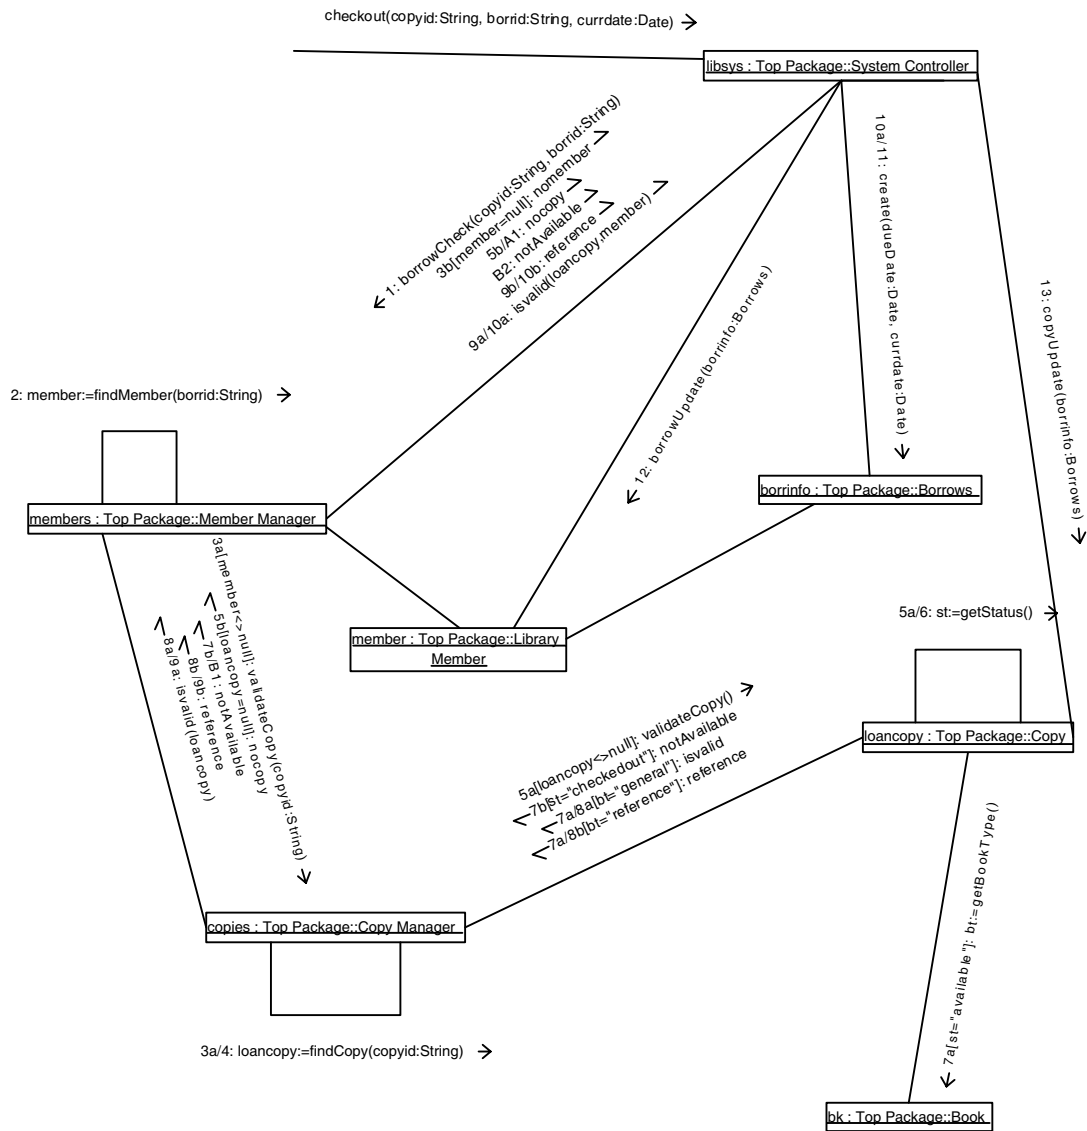 checkout(copyid:String, borrid:String, currdate:Date)
libsys : Top Package::System Controller
1: borrowCheck(copyid:String, borrid:String)
3b[member=null]: nomember
5b/A1: nocopy
B2: notAvailable
9b/10b: reference
9a/10a: isvalid(loancopy,member)
10a/11: create(dueDate:Date, currdate:Date)
12: borrowUpdate(borrinfo:Borrows)
13: copyUpdate(borrinfo:Borrows)
2: member:=findMember(borrid:String)
members : Top Package::Member Manager
borrinfo : Top Package::Borrows
3a[member<>null]: validateCopy(copyid:String)
5b[loancopy=null]: nocopy
7b/B1: notAvailable
8b/9b: reference
8a/9a: isvalid(loancopy)
member : Top Package::Library
Member
5a/6: st:=getStatus()
loancopy : Top Package::Copy
5a[loancopy<>null]: validateCopy()
7b[st="checkedout"]: notAvailable
7a/8a[bt="general"]: isvalid
7a/8b[bt="reference"]: reference
7a[st="available"]: bt:=getBookType()
copies : Top Package::Copy Manager
3a/4: loancopy:=findCopy(copyid:String)
bk : Top Package::Book